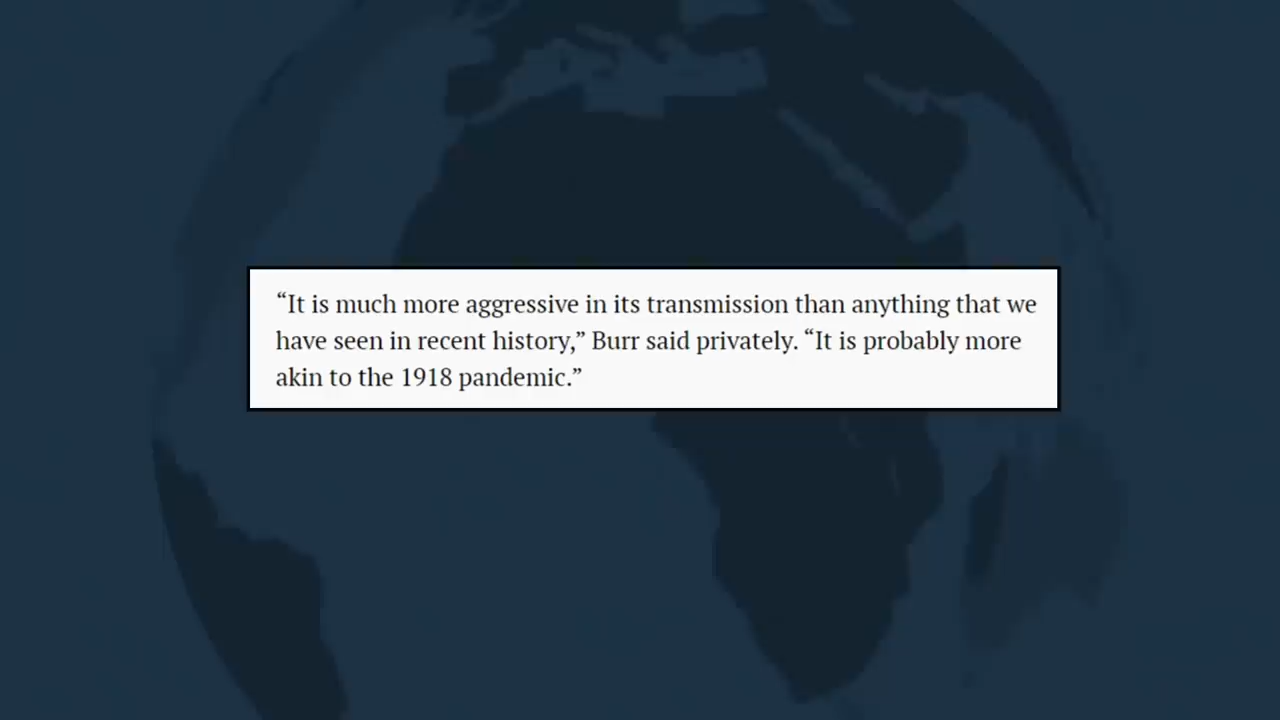 “It is much more aggressive in its transmission than anything that we
have seen in recent history,” Burr said privately. “It is probably more
akin to the 1918 pandemic.”